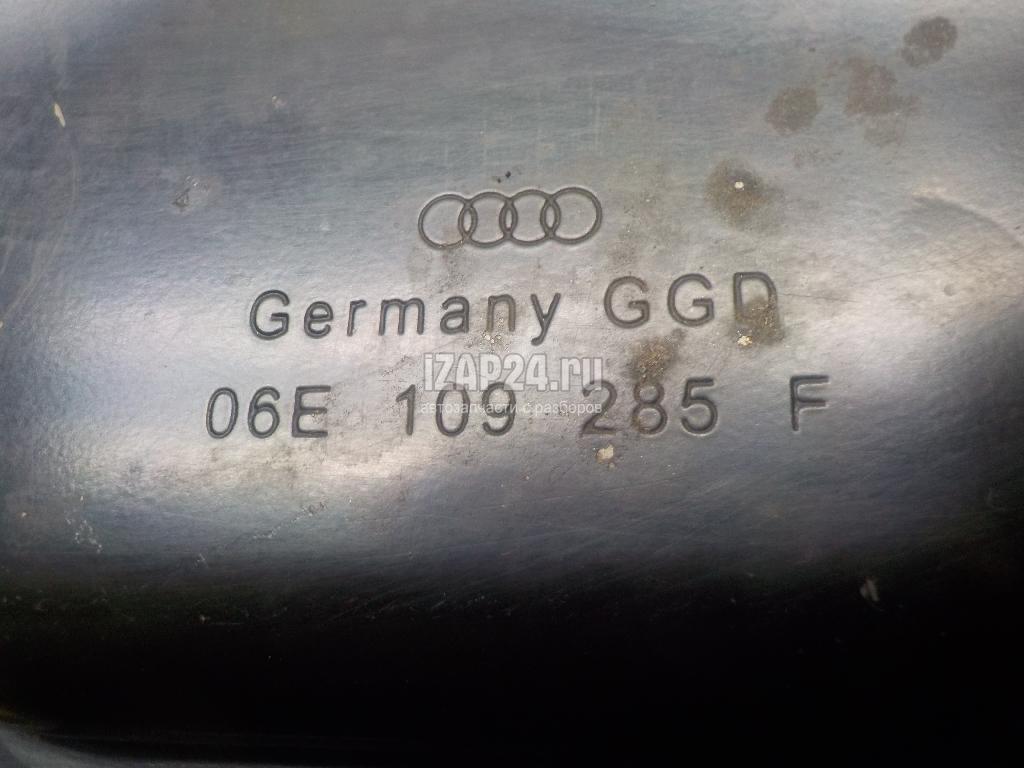 Germany GGD
IZAP24.ru
автозапчасти с разборов
06E 109 285 F